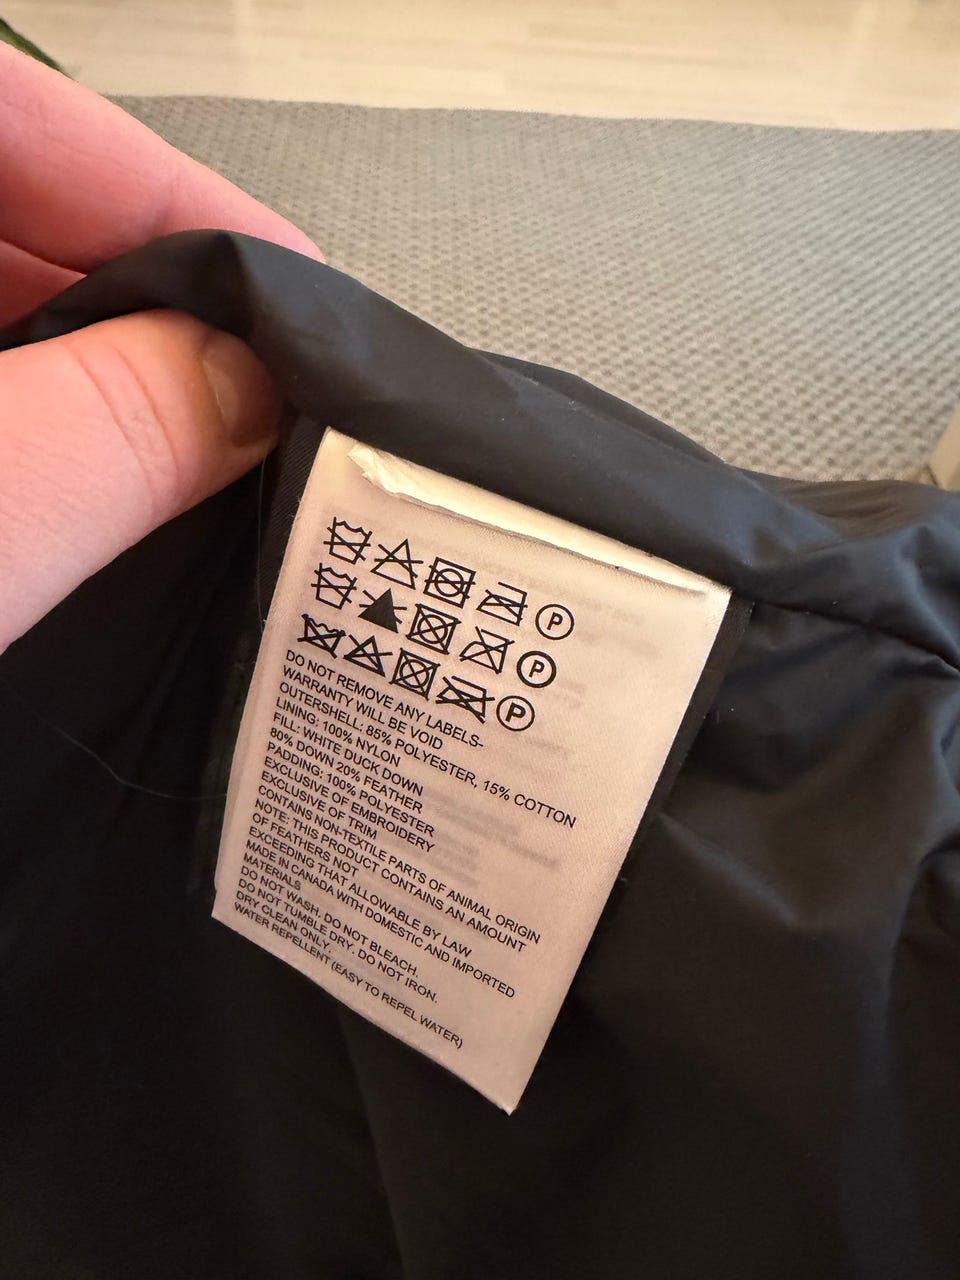 P
P
P
DO NOT REMOVE ANY LABELS-
WARRANTY WILL BE VOID
OUTERSHELL: 85% POLYESTER, 15% COTTON
LINING: 100% NYLON
FILL: WHITE DUCK DOWN
80% DOWN 20% FEATHER
PADDING: 100% POLYESTER
EXCLUSIVE OF EMBROIDERY
EXCLUSIVE OF TRIM
CONTAINS NON-TEXTILE PARTS OF ANIMAL ORIGIN
NOTE: THIS PRODUCT CONTAINS AN AMOUNT
OF FEATHERS NOT
EXCEEDING THAT ALLOWABLE BY LAW
MADE IN CANADA WITH DOMESTIC AND IMPORTED
MATERIALS
DO NOT WASH. DO NOT BLEACH.
DO NOT TUMBLE DRY. DO NOT IRON.
DRY CLEAN ONLY.
WATER REPELLENT (EASY TO REPEL WATER)